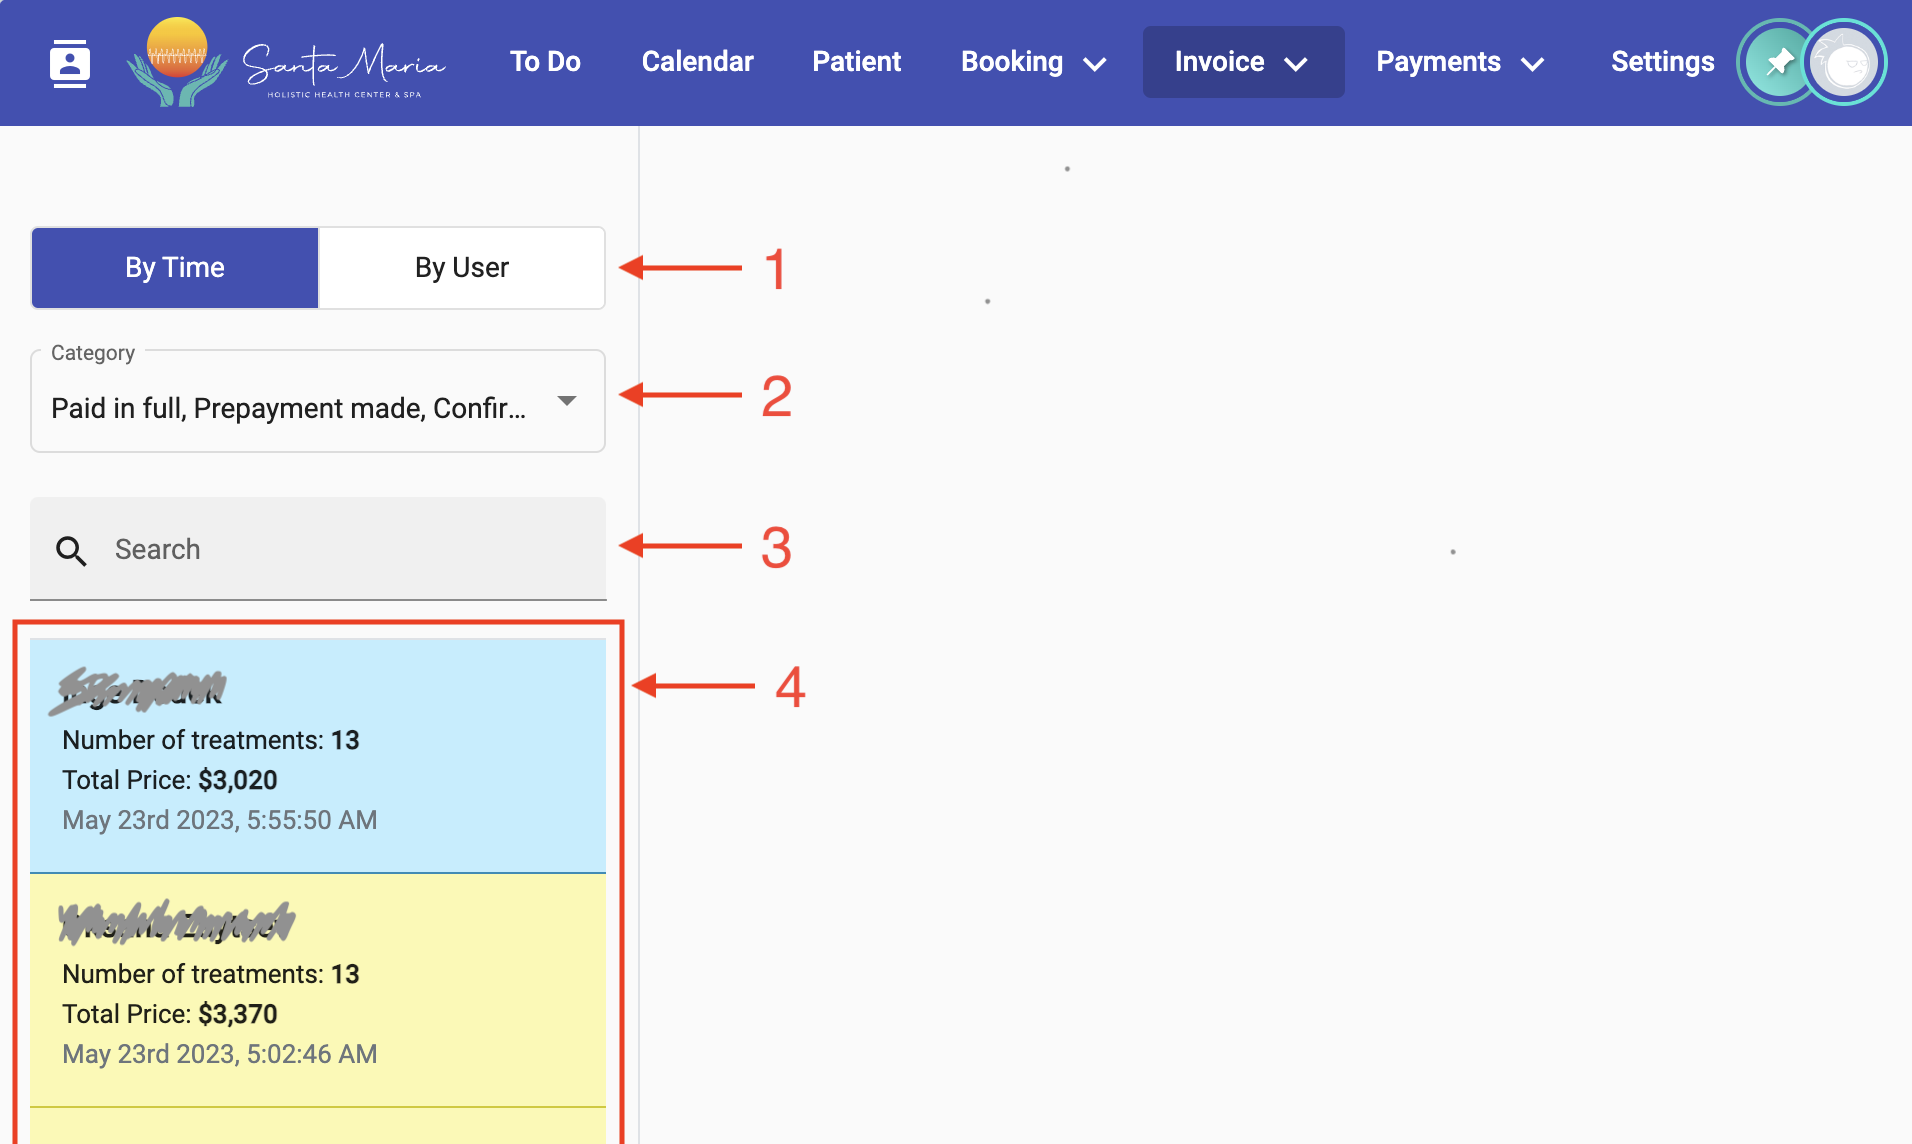 Santa Maria
HOLISTIC HEALTH CENTER & SPA
To Do
Calendar
Patient
Booking
Invoice
Payments
Settings
By Time
By User
1
Category
Paid in full, Prepayment made, Confir...
2
Search
3
4
Number of treatments: 13
Total Price: $3,020
May 23rd 2023, 5:55:50 AM
Number of treatments: 13
Total Price: $3,370
May 23rd 2023, 5:02:46 AM